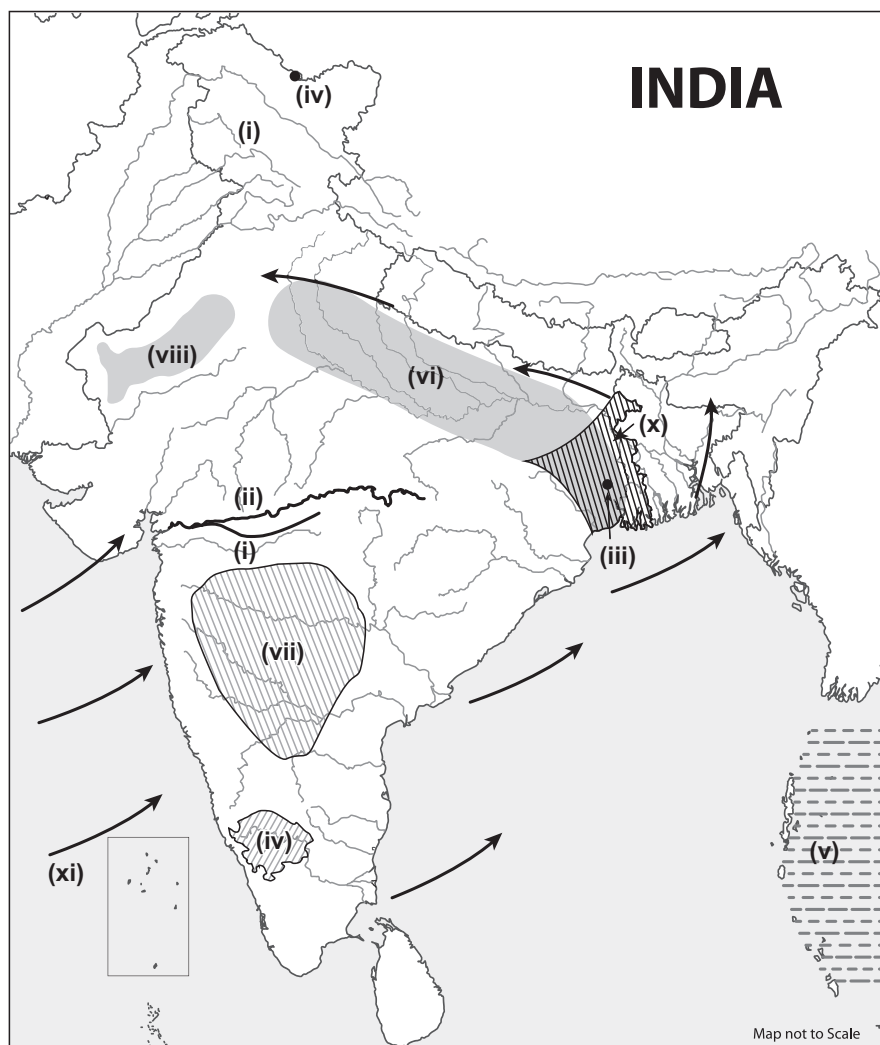 INDIA
(iv)
(i)
(viii)
(vi)
(x)
(ii)
(i)
(iii)
(vii)
(iv)
(v)
(xi)
Map not to Scale